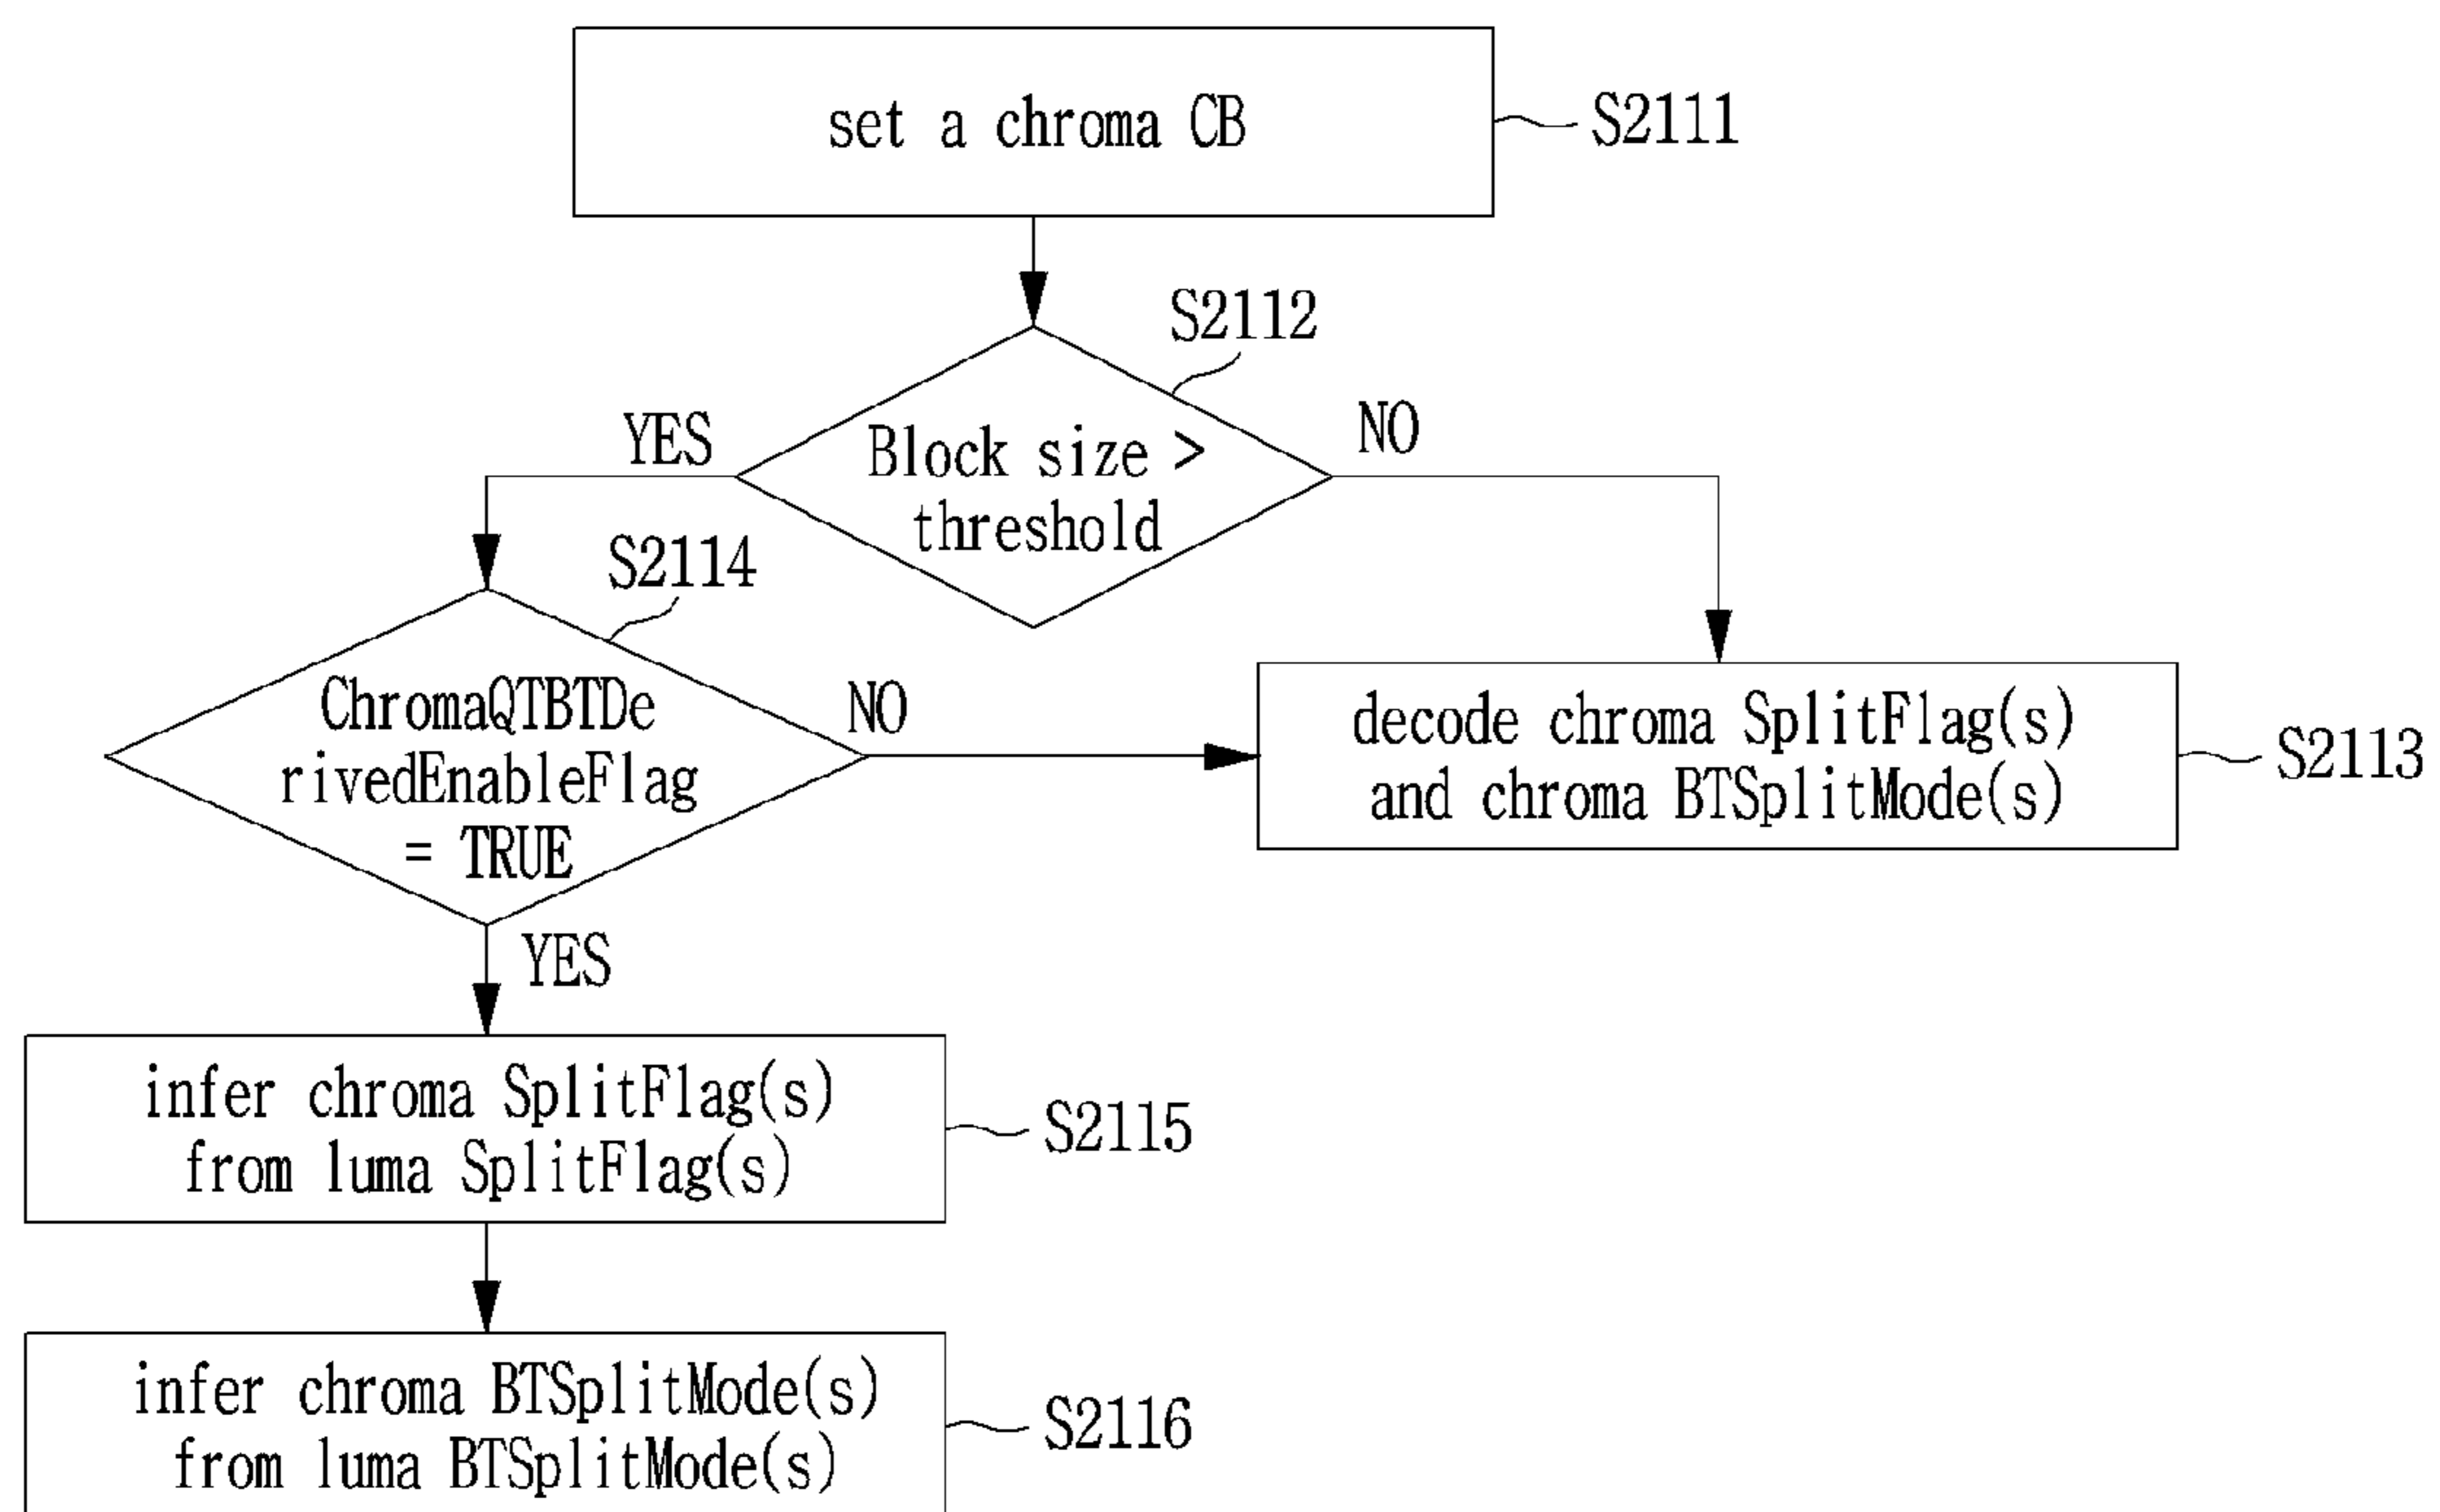 set a chroma CB
S2111
S2112
YES
Block size >
threshold
NO
S2114
ChromaQTBTDe
rivedEnableFlag
= TRUE
NO
decode chroma SplitFlag(s)
and chroma BTSplitMode(s)
S2113
YES
infer chroma SplitFlag(s)
from luma SplitFlag(s)
S2115
infer chroma BTSplitMode(s)
from luma BTSplitMode(s)
S2116